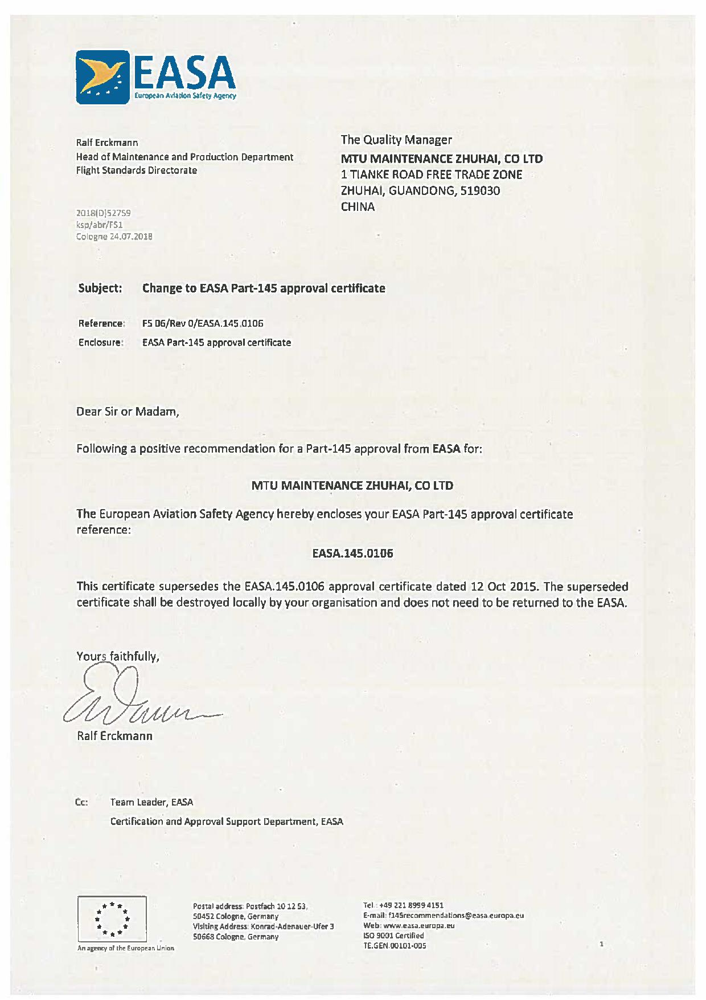 EASA
European Aviation Safety Agency
Ralf Erckmann
Head of Maintenance and Production Department
Flight Standards Directorate
The Quality Manager
MTU MAINTENANCE ZHUHAI, CO LTD
1 TIANKE ROAD FREE TRADE ZONE
ZHUHAI, GUANDONG, 519030
CHINA
2018(D)52759
ksp/abr/FS1
Cologne 24.07.2018
Subject: Change to EASA Part-145 approval certificate
Reference: FS 06/Rev 0/EASA.145.0106
Enclosure: EASA Part-145 approval certificate
Dear Sir or Madam,
Following a positive recommendation for a Part-145 approval from EASA for:
MTU MAINTENANCE ZHUHAI, CO LTD
The European Aviation Safety Agency hereby encloses your EASA Part-145 approval certificate
reference:
EASA.145.0106
This certificate supersedes the EASA.145.0106 approval certificate dated 12 Oct 2015. The superseded
certificate shall be destroyed locally by your organisation and does not need to be returned to the EASA.
Yours faithfully,
Ralf Erckmann
Cc: Team Leader, EASA
Certification and Approval Support Department, EASA
An agency of the European Union
Postal address: Postfach 10 12 53,
50452 Cologne, Germany
Visiting Address: Konrad-Adenauer-Ufer 3
50668 Cologne, Germany
Tel.: +49 221 8999 4151
E-mail: f145recommendations@easa.europa.eu
Web: www.easa.europa.eu
ISO 9001 Certified
TE.GEN.00101-005
1